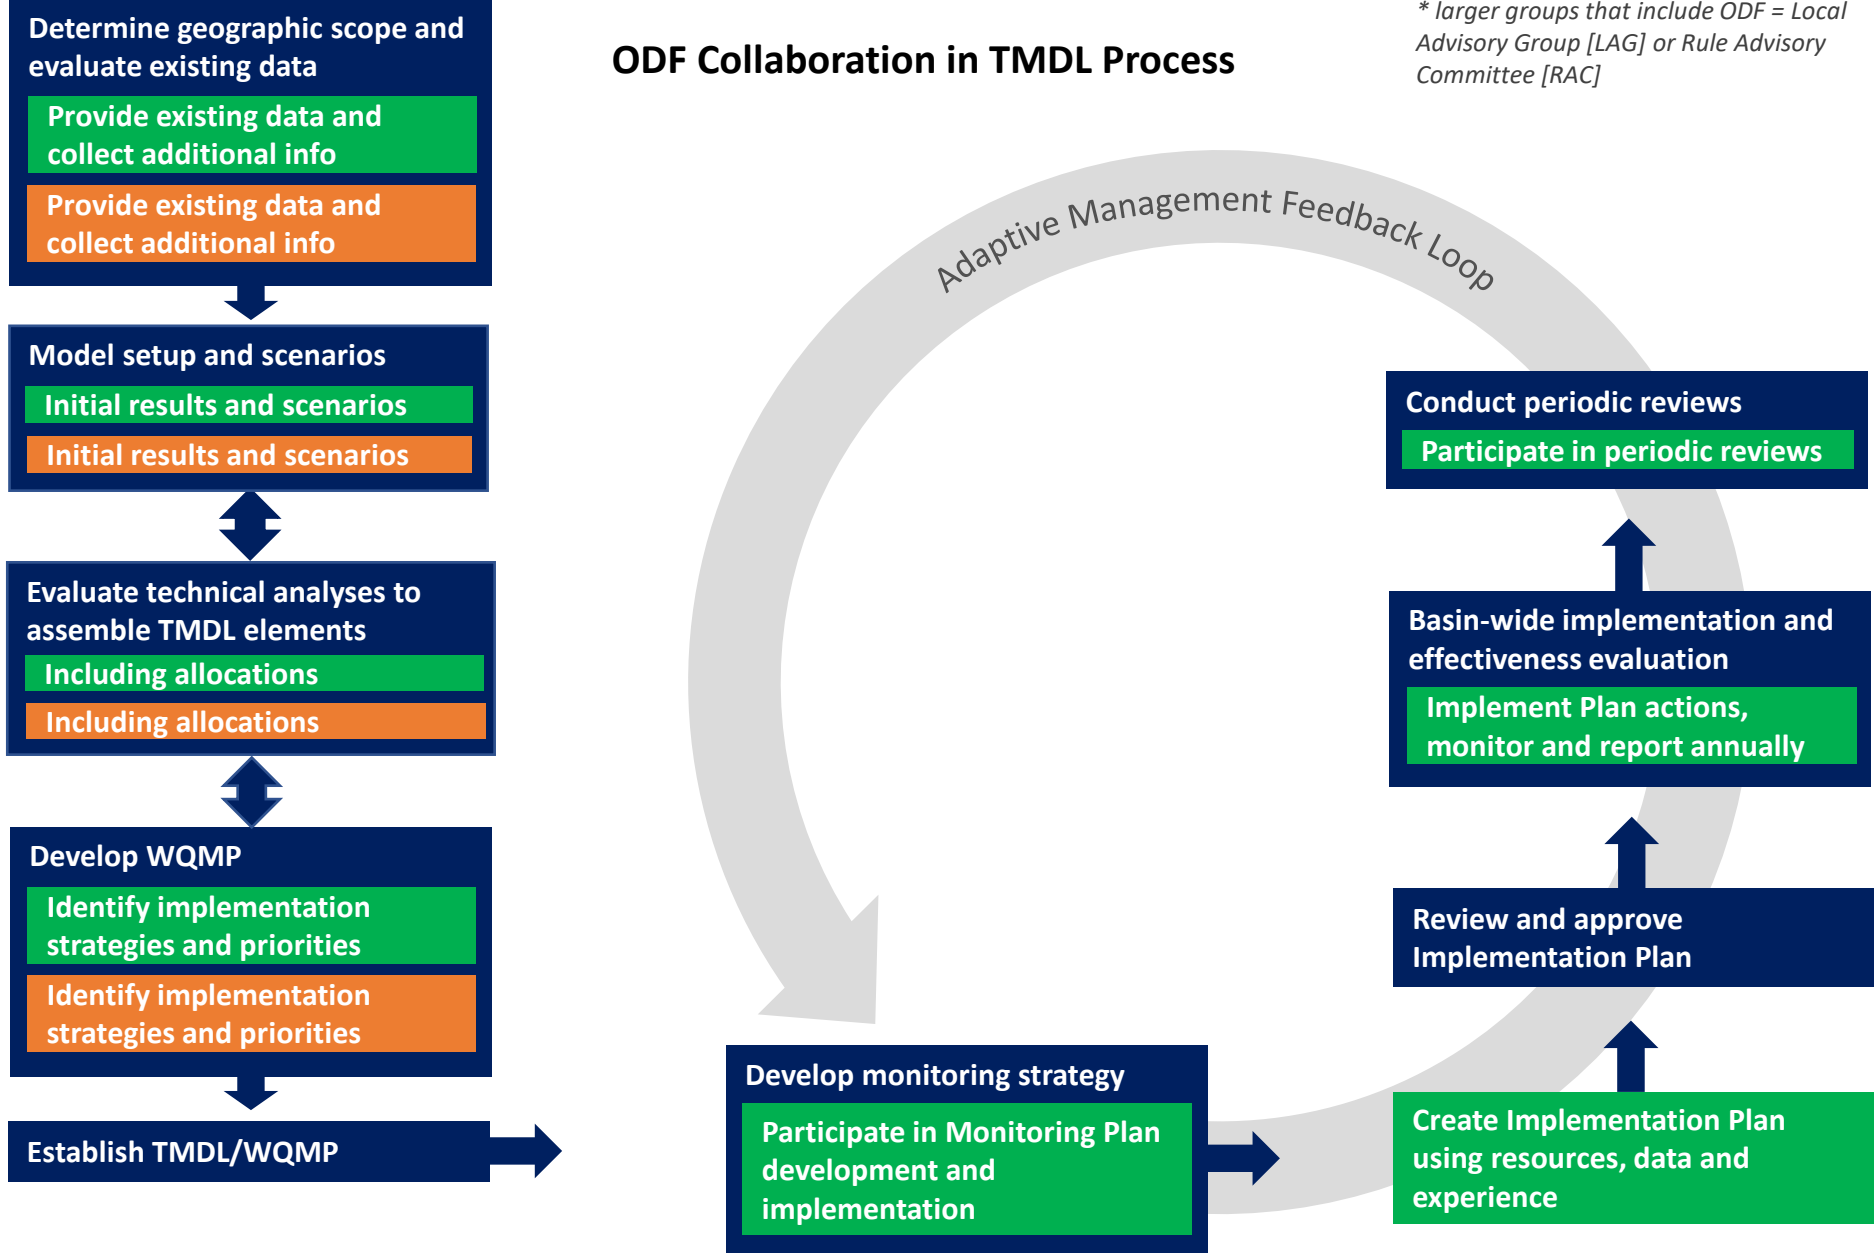 Determine geographic scope and
evaluate existing data
Provide existing data and
collect additional info
Provide existing data and
collect additional info
Model setup and scenarios
Initial results and scenarios
Initial results and scenarios
Evaluate technical analyses to
assemble TMDL elements
Including allocations
Including allocations
Develop WQMP
Identify implementation
strategies and priorities
Identify implementation
strategies and priorities
Establish TMDL/WQMP
ODF Collaboration in TMDL Process
* larger groups that include ODF = Local
Advisory Group [LAG] or Rule Advisory
Committee [RAC]
Adaptive Management Feedback Loop
Develop monitoring strategy
Participate in Monitoring Plan
development and
implementation
Create Implementation Plan
using resources, data and
experience
Review and approve
Implementation Plan
Basin-wide implementation and
effectiveness evaluation
Implement Plan actions,
monitor and report annually
Conduct periodic reviews
Participate in periodic reviews